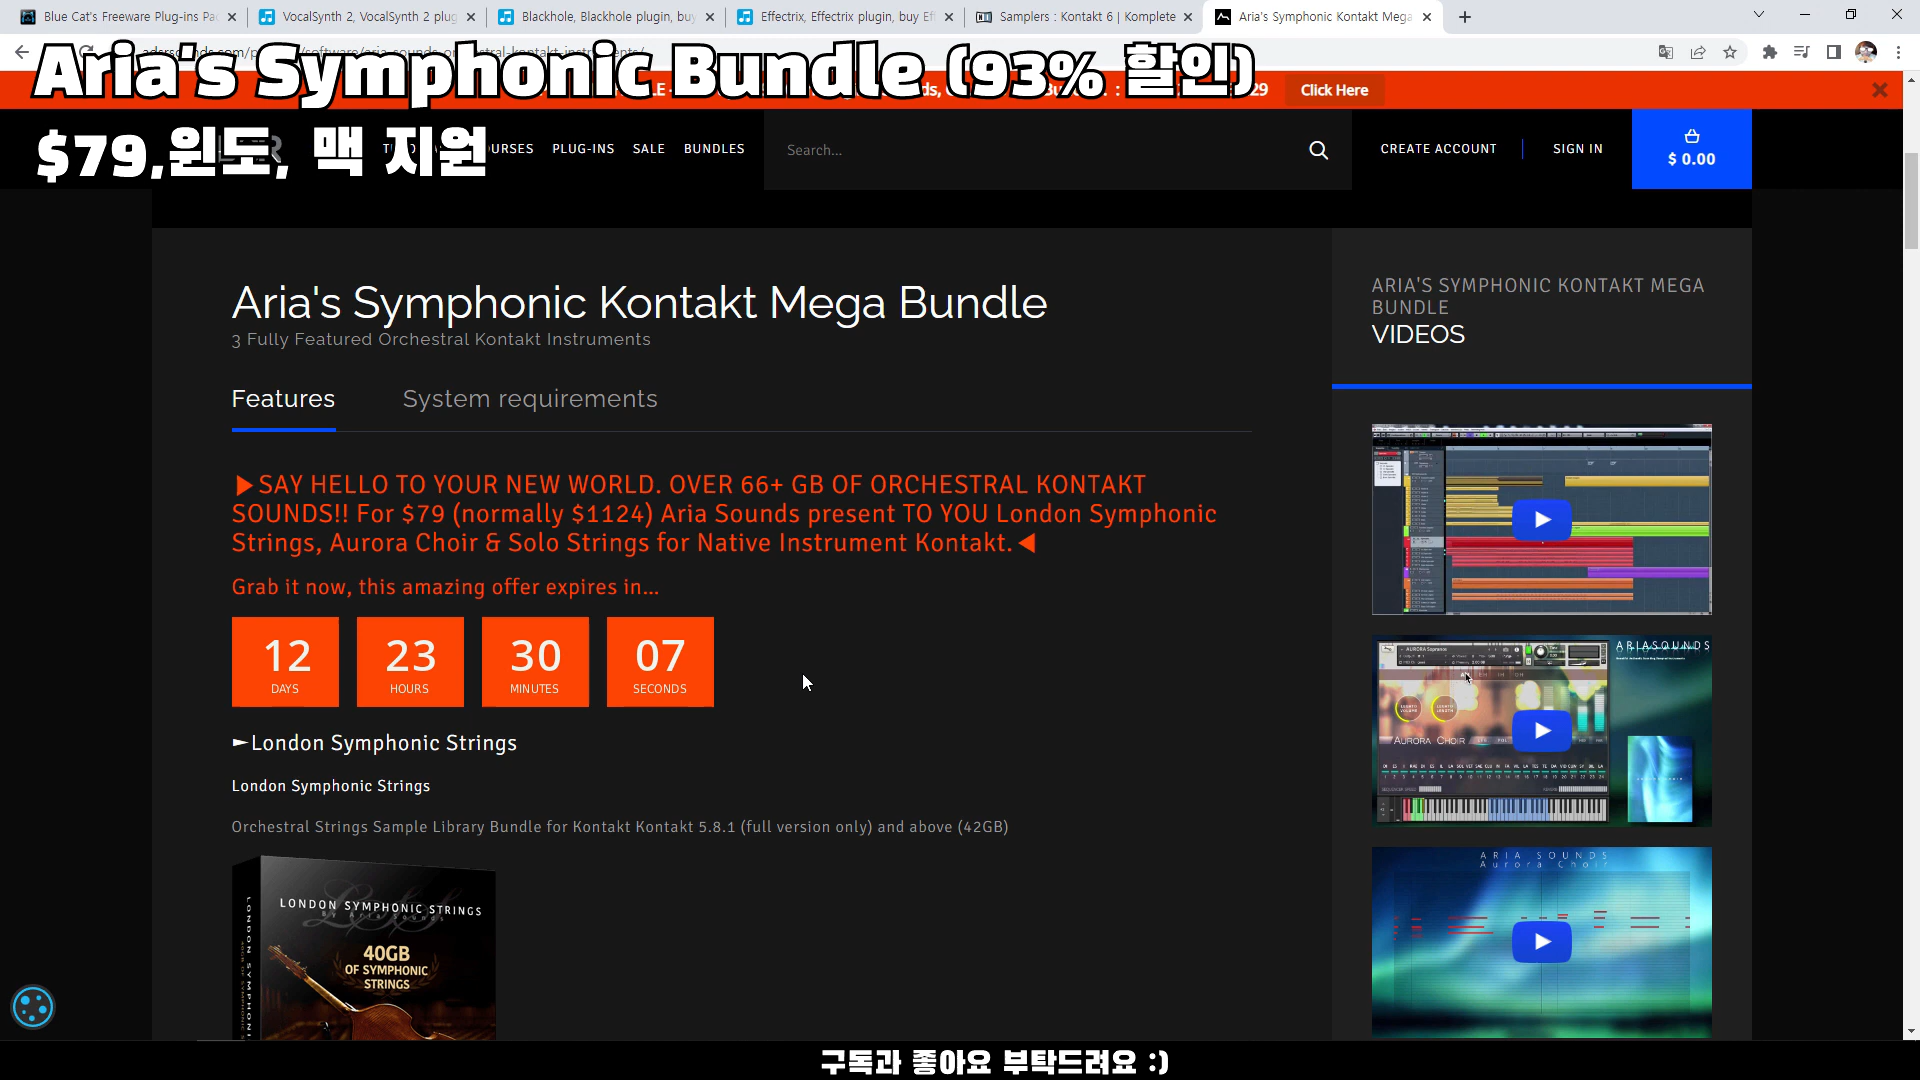 Blue Cat's Freeware Plug-ins Pac
VocalSynth 2, VocalSynth 2 plug
Blackhole, Blackhole plugin, buy
Effectrix, Effectrix plugin, buy Ef
Samplers : Kontakt 6 | Komplete
Aria's Symphonic Kontakt Mega
Aria's Symphonic Bundle (93% 할인)
$79,윈도, 맥 지원
Click Here
PLUG-INS
SALE
BUNDLES
Search...
CREATE ACCOUNT
SIGN IN
$ 0.00
Aria's Symphonic Kontakt Mega Bundle
3 Fully Featured Orchestral Kontakt Instruments
Features
System requirements
▶SAY HELLO TO YOUR NEW WORLD. OVER 66+ GB OF ORCHESTRAL KONTAKT
SOUNDS!! For $79 (normally $1124) Aria Sounds present TO YOU London Symphonic
Strings, Aurora Choir & Solo Strings for Native Instrument Kontakt.◀
Grab it now, this amazing offer expires in...
12 23 30 07
DAYS HOURS MINUTES SECONDS
►London Symphonic Strings
London Symphonic Strings
Orchestral Strings Sample Library Bundle for Kontakt Kontakt 5.8.1 (full version only) and above (42GB)
LONDON SYMPHONIC STRINGS
By Aria Sounds
40GB
OF SYMPHONIC
STRINGS
ARIA'S SYMPHONIC KONTAKT MEGA
BUNDLE
VIDEOS
AURORA Sopranos
ARIASOUNDS
AURORA CHOIR
ARIA SOUNDS
Aurora Choir
구독과 좋아요 부탁드려요 :)